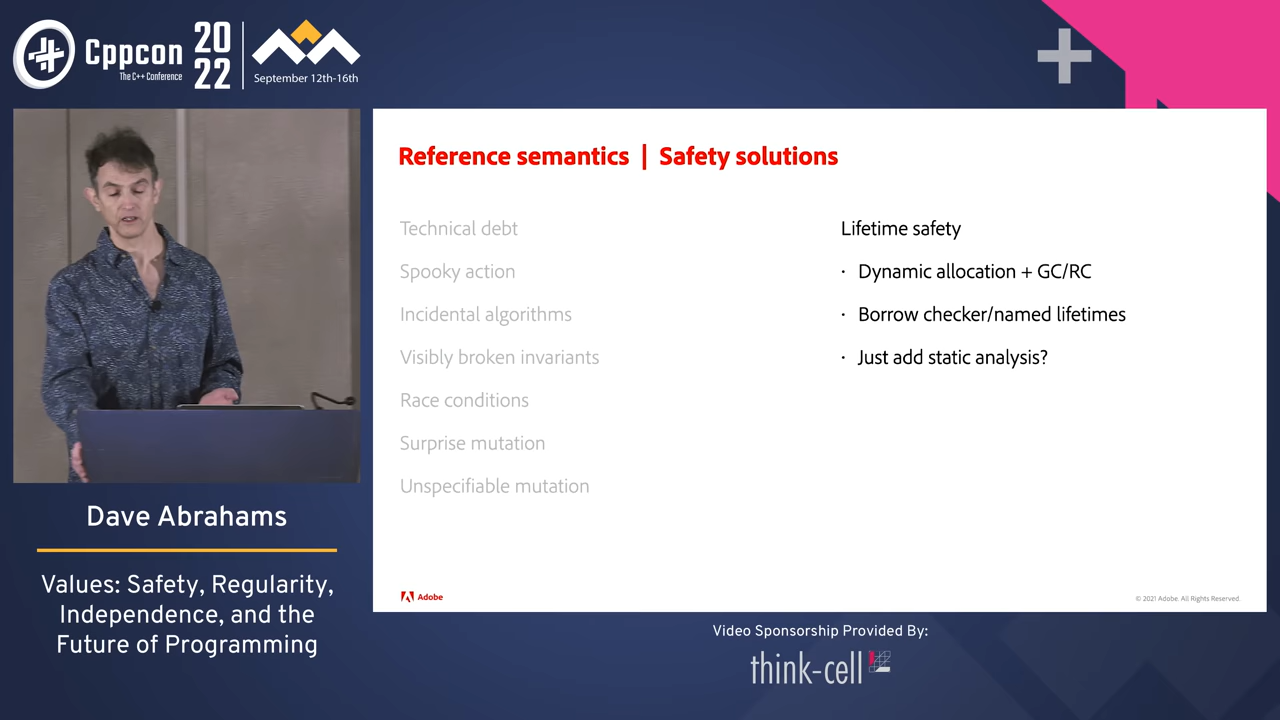 Cppcon
The C++ Conference
20
22
September 12th-16th
Reference semantics | Safety solutions
Technical debt
Spooky action
Incidental algorithms
Visibly broken invariants
Race conditions
Surprise mutation
Unspecifiable mutation
Lifetime safety
· Dynamic allocation + GC/RC
· Borrow checker/named lifetimes
· Just add static analysis?
Adobe
© 2021 Adobe. All Rights Reserved.
Dave Abrahams
Values: Safety, Regularity,
Independence, and the
Future of Programming
Video Sponsorship Provided By:
think-cell